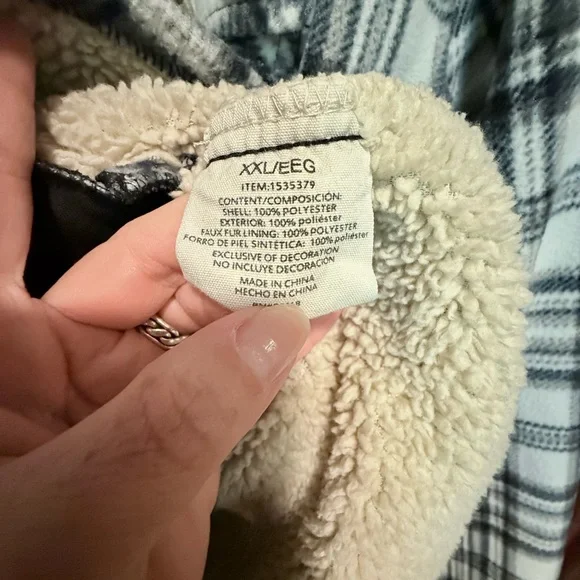 XXL/EEG
ITEM:1535379
CONTENT/COMPOSICIÓN:
SHELL: 100% POLYESTER
EXTERIOR: 100% poliéster
FAUX FUR LINING: 100% POLYESTER
FORRO DE PIEL SINTÉTICA: 100% poliéster
EXCLUSIVE OF DECORATION
NO INCLUYE DECORACIÓN
MADE IN CHINA
HECHO EN CHINA